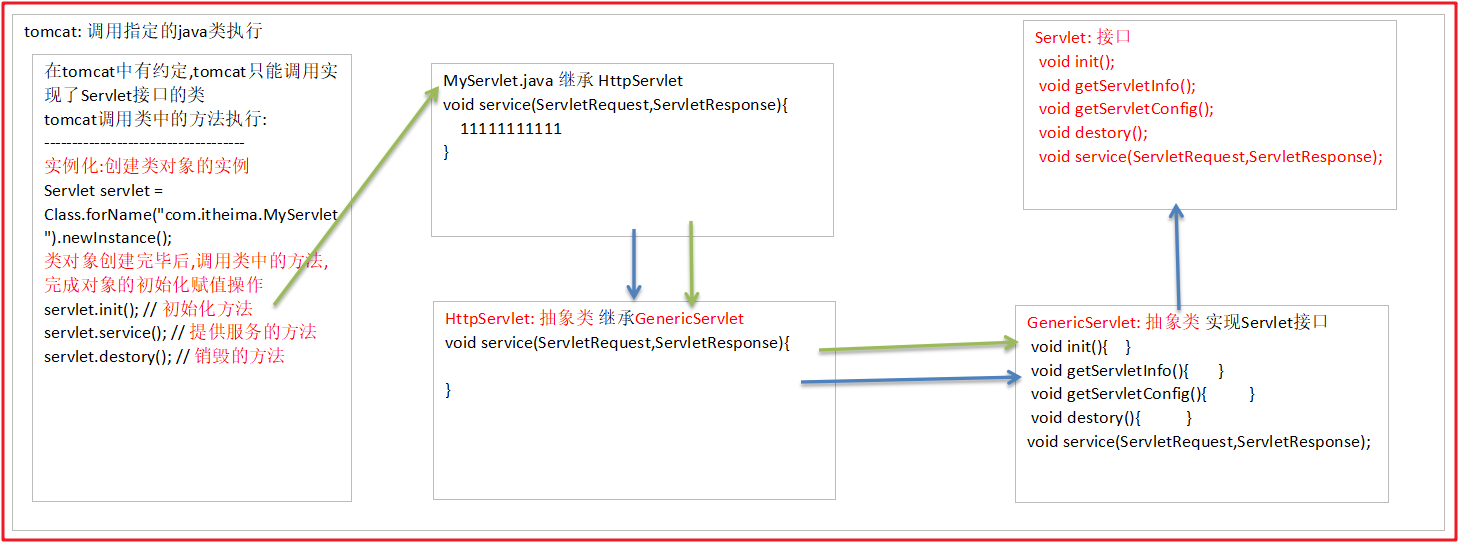 tomcat: 调用指定的java类执行
在tomcat中有约定,tomcat只能调用实
现了Servlet接口的类
tomcat调用类中的方法执行:
------------------------------------
实例化:创建类对象的实例
Servlet servlet =
Class.forName("com.itheima.MyServlet
").newInstance();
类对象创建完毕后,调用类中的方法,
完成对象的初始化赋值操作
servlet.init(); // 初始化方法
servlet.service(); // 提供服务的方法
servlet.destory(); // 销毁的方法
MyServlet.java 继承 HttpServlet
void service(ServletRequest,ServletResponse){
11111111111
}
HttpServlet: 抽象类 继承GenericServlet
void service(ServletRequest,ServletResponse){
}
Servlet: 接口
void init();
void getServletInfo();
void getServletConfig();
void destory();
void service(ServletRequest,ServletResponse);
GenericServlet: 抽象类 实现Servlet接口
void init(){ }
void getServletInfo(){ }
void getServletConfig(){ }
void destory(){ }
void service(ServletRequest,ServletResponse);